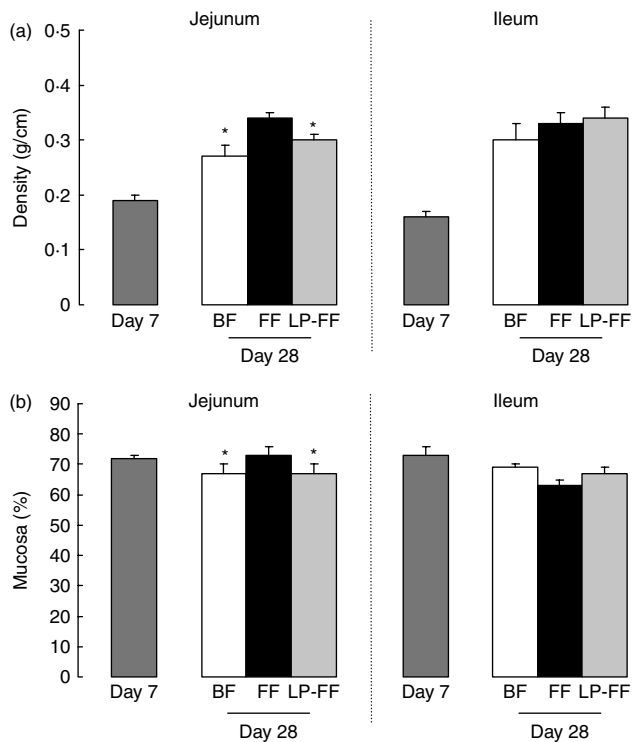 (a)
Jejunum
Ileum
Density (g/cm)
0·5
0·4
0·3
0·2
0·1
0
*
*
Day 7
BF FF LP-FF
Day 28
Day 7
BF FF LP-FF
Day 28
(b)
Jejunum
Ileum
Mucosa (%)
90
80
70
60
50
40
30
20
10
0
*
*
Day 7
BF FF LP-FF
Day 28
Day 7
BF FF LP-FF
Day 28